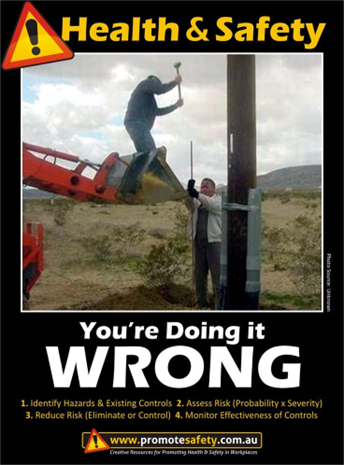 Health & Safety
Photo Source: Unknown
You're Doing it
WRONG
1. Identify Hazards & Existing Controls 2. Assess Risk (Probability x Severity)
3. Reduce Risk (Eliminate or Control) 4. Monitor Effectiveness of Controls
www.promotesafety.com.au
Creative Resources for Promoting Health & Safety in Workplaces